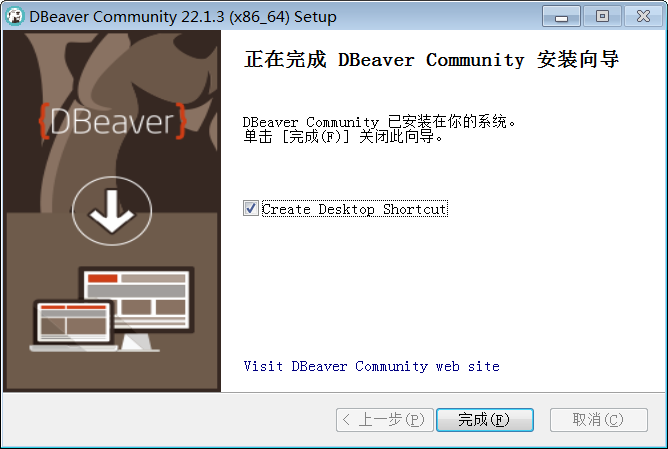 DBeaver Community 22.1.3 (x86_64) Setup
{DBeaver}
正在完成 DBeaver Community 安装向导
DBeaver Community 已安装在你的系统。
单击 [完成(F)] 关闭此向导。
Create Desktop Shortcut
Visit DBeaver Community web site
< 上一步(P)
完成(F)
取消(C)